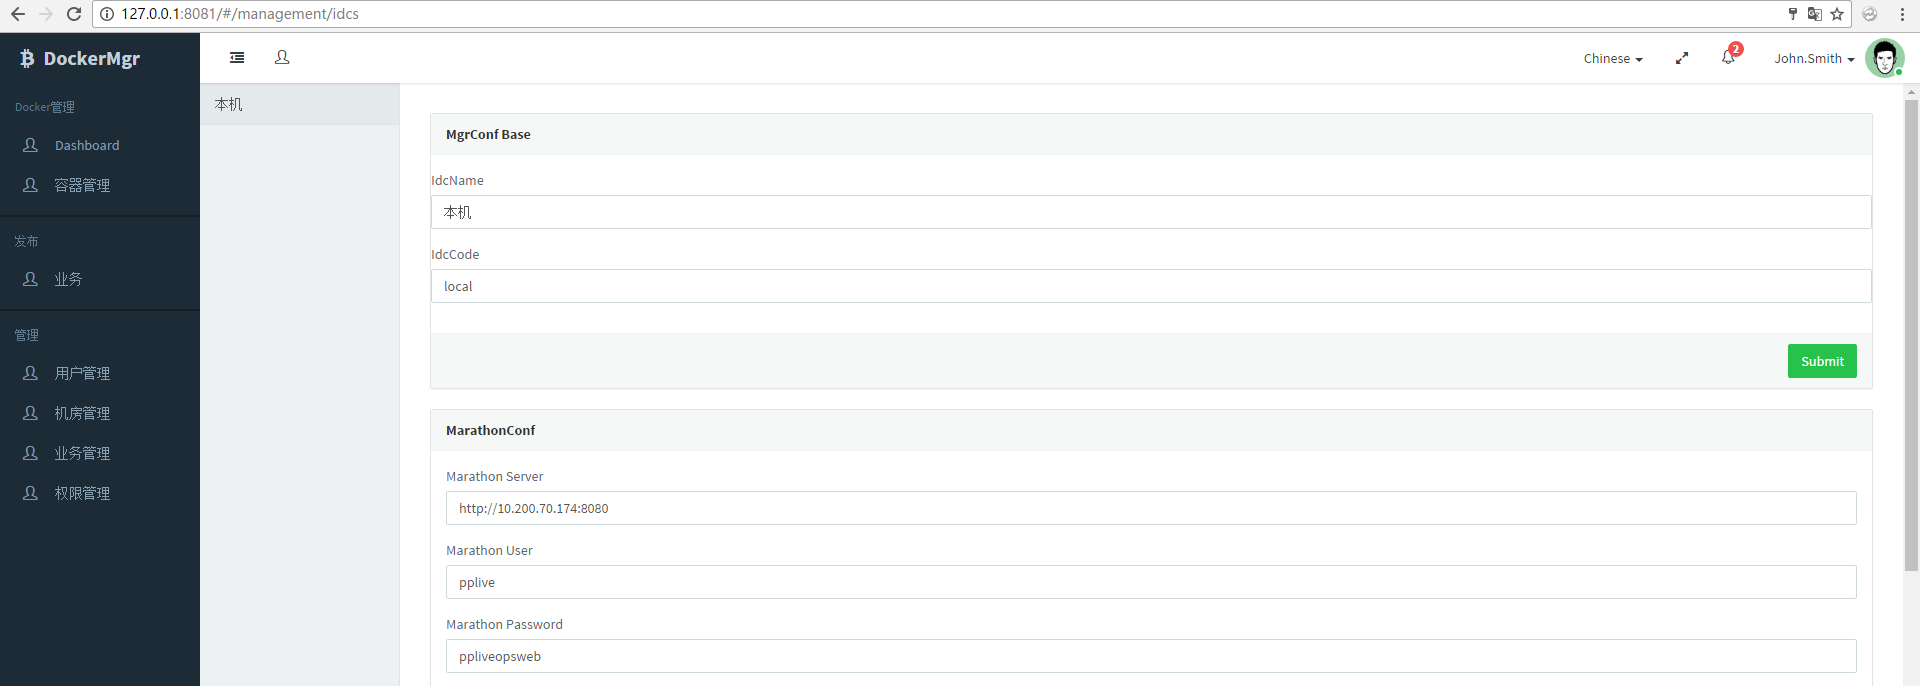 127.0.0.1:8081/#/management/idcs
DockerMgr
Chinese
2
John.Smith
Docker管理
Dashboard
容器管理
发布
业务
管理
用户管理
机房管理
业务管理
权限管理
本机
MgrConf Base
IdcName
本机
IdcCode
local
Submit
MarathonConf
Marathon Server
http://10.200.70.174:8080
Marathon User
pplive
Marathon Password
ppliveopsweb